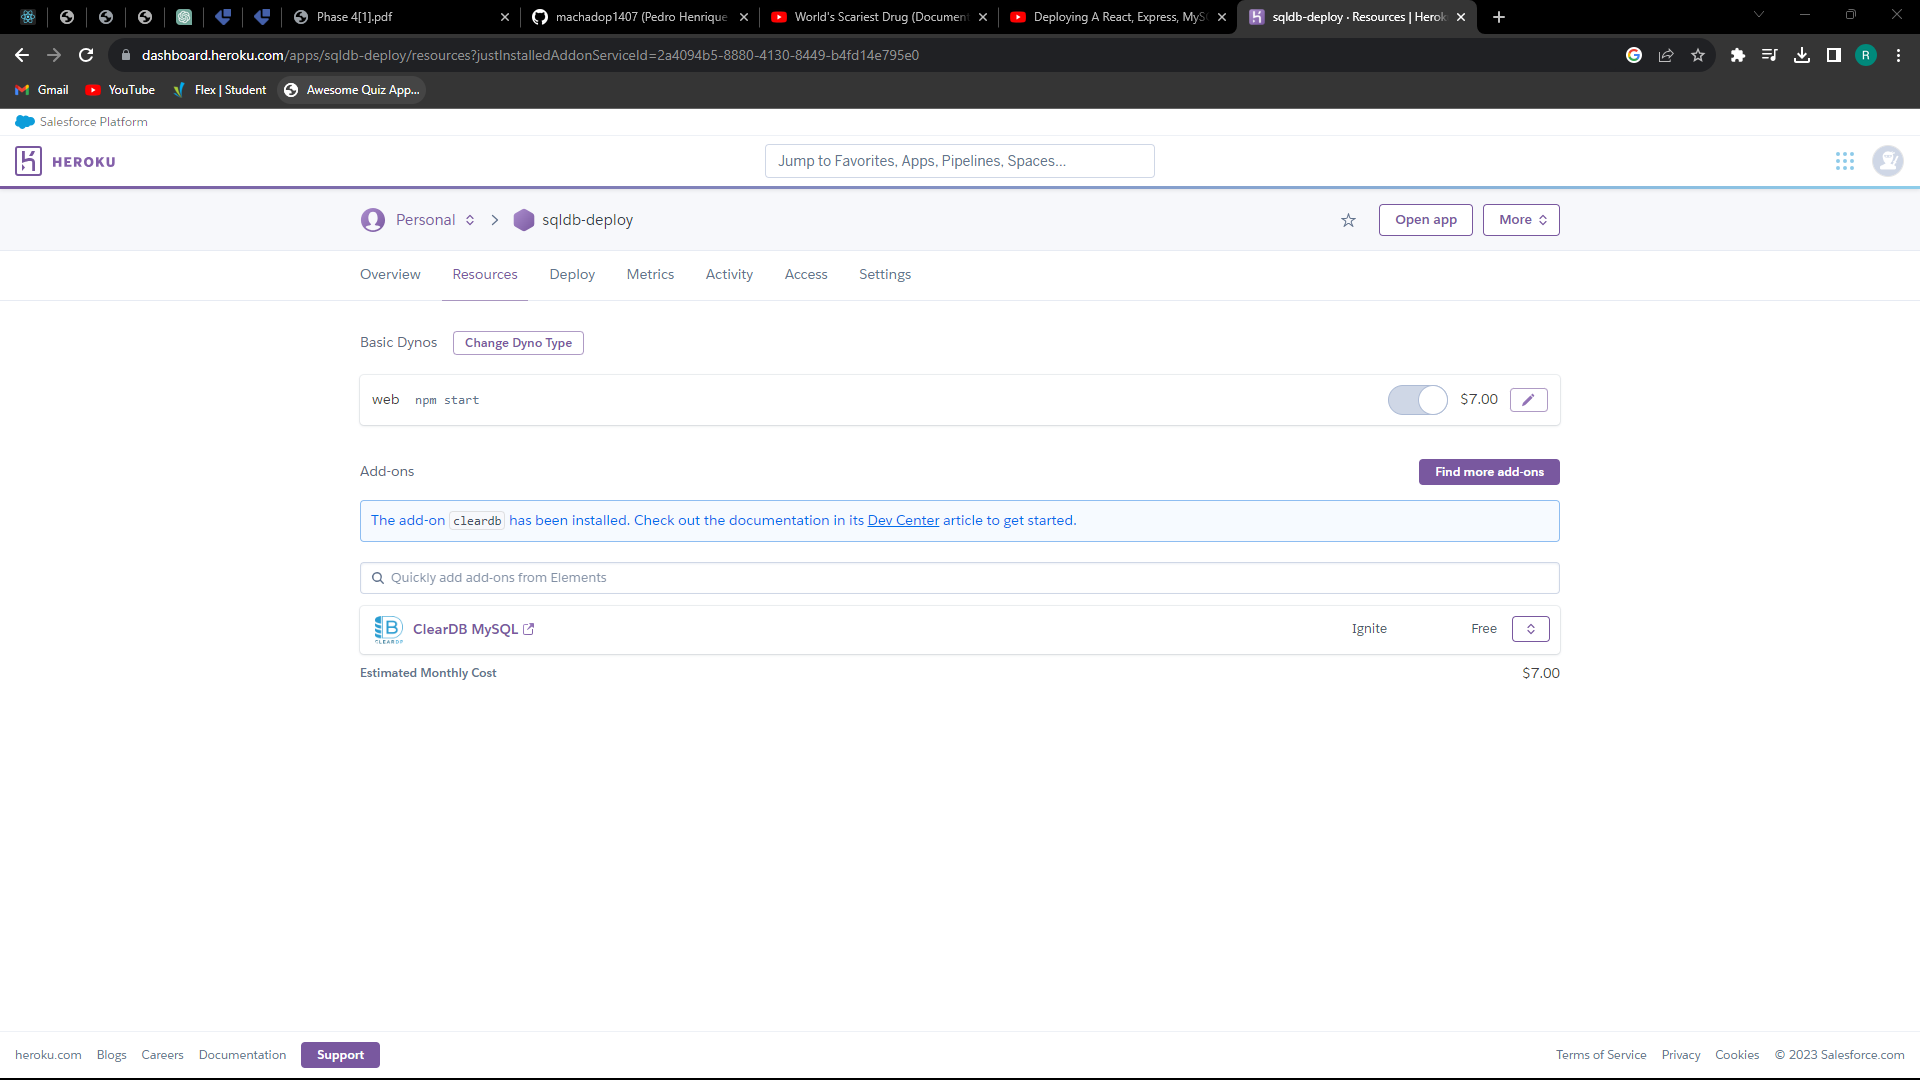 Phase 4[1].pdf
machadop1407 (Pedro Henrique
World's Scariest Drug (Document
Deploying A React, Express, MyS
sqldb-deploy · Resources | Herok
dashboard.heroku.com/apps/sqldb-deploy/resources?justInstalledAddonServiceId=2a4094b5-8880-4130-8449-b4fd14e795e0
R
Gmail
YouTube
Flex | Student
Awesome Quiz App...
Salesforce Platform
HEROKU
Jump to Favorites, Apps, Pipelines, Spaces...
Personal
sqldb-deploy
Open app
More
Overview
Resources
Deploy
Metrics
Activity
Access
Settings
Basic Dynos
Change Dyno Type
web npm start
$7.00
Add-ons
Find more add-ons
The add-on cleardb has been installed. Check out the documentation in its Dev Center article to get started.
Quickly add add-ons from Elements
B
CLEARDB
ClearDB MySQL
Ignite
Free
Estimated Monthly Cost
$7.00
heroku.com
Blogs
Careers
Documentation
Support
Terms of Service
Privacy
Cookies
© 2023 Salesforce.com